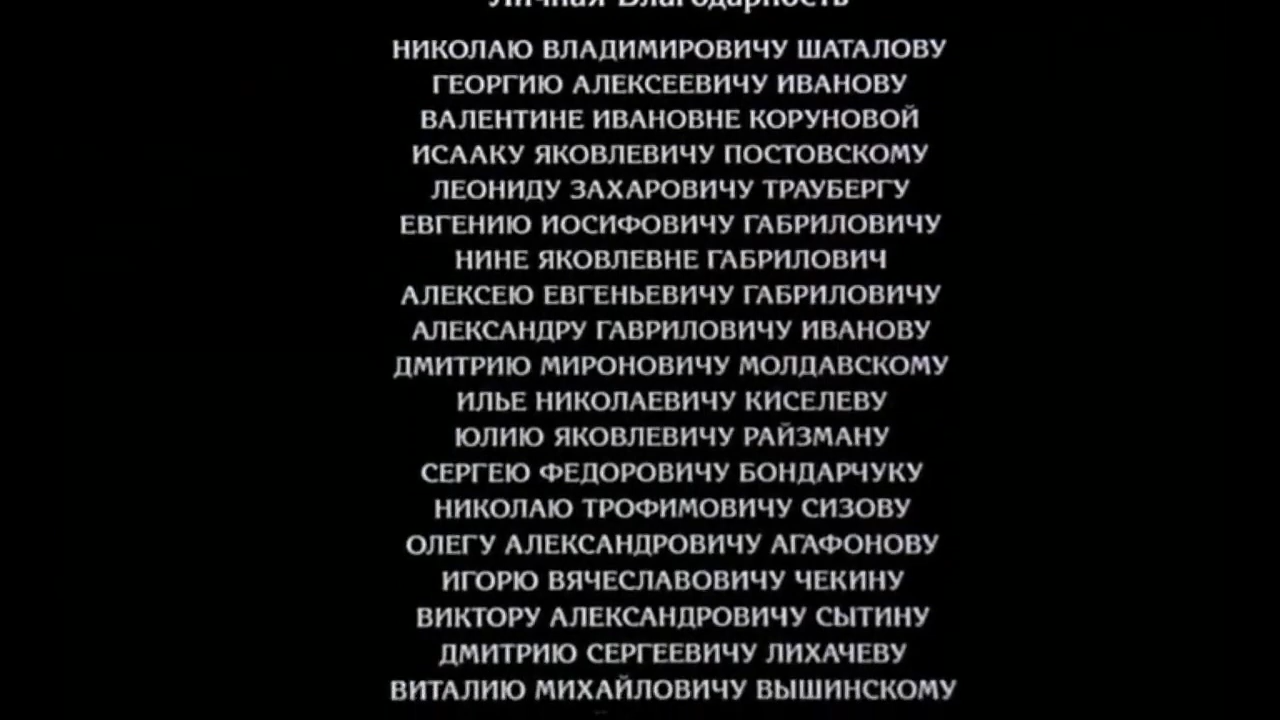 Личная Благодарность
НИКОЛАЮ ВЛАДИМИРОВИЧУ ШАТАЛОВУ
ГЕОРГИЮ АЛЕКСЕЕВИЧУ ИВАНОВУ
ВАЛЕНТИНЕ ИВАНОВНЕ КОРУНОВОЙ
ИСААКУ ЯКОВЛЕВИЧУ ПОСТОВСКОМУ
ЛЕОНИДУ ЗАХАРОВИЧУ ТРАУБЕРГУ
ЕВГЕНИЮ ИОСИФОВИЧУ ГАБРИЛОВИЧУ
НИНЕ ЯКОВЛЕВНЕ ГАБРИЛОВИЧ
АЛЕКСЕЮ ЕВГЕНЬЕВИЧУ ГАБРИЛОВИЧУ
АЛЕКСАНДРУ ГАВРИЛОВИЧУ ИВАНОВУ
ДМИТРИЮ МИРОНОВИЧУ МОЛДАВСКОМУ
ИЛЬЕ НИКОЛАЕВИЧУ КИСЕЛЕВУ
ЮЛИЮ ЯКОВЛЕВИЧУ РАЙЗМАНУ
СЕРГЕЮ ФЕДОРОВИЧУ БОНДАРЧУКУ
НИКОЛАЮ ТРОФИМОВИЧУ СИЗОВУ
ОЛЕГУ АЛЕКСАНДРОВИЧУ АГАФОНОВУ
ИГОРЮ ВЯЧЕСЛАВОВИЧУ ЧЕКИНУ
ВИКТОРУ АЛЕКСАНДРОВИЧУ СЫТИНУ
ДМИТРИЮ СЕРГЕЕВИЧУ ЛИХАЧЕВУ
ВИТАЛИЮ МИХАЙЛОВИЧУ ВЫШИНСКОМУ